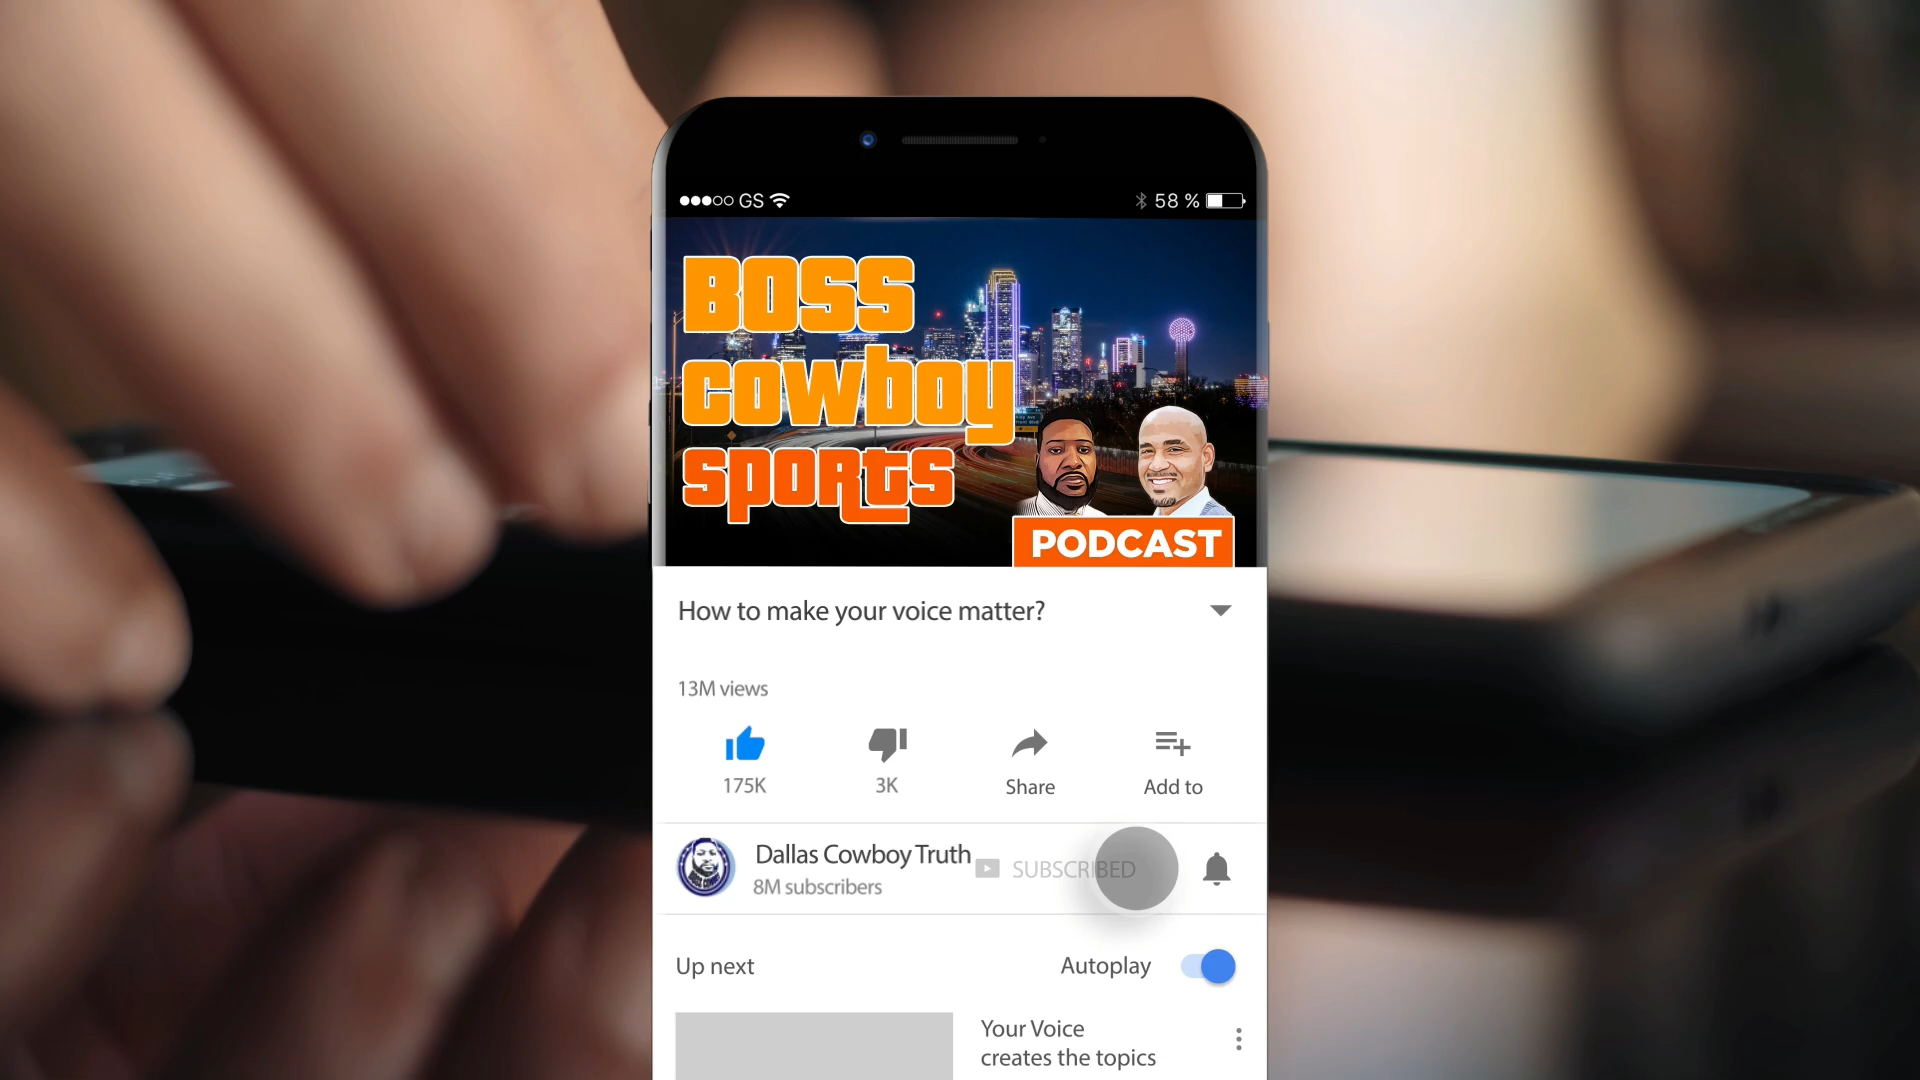 GS
58 %
BOSS
cowboy
sports
PODCAST
How to make your voice matter?
13M views
175K
3K
Share
Add to
Dallas Cowboy Truth
SUBSCRIBED
8M subscribers
Up next
Autoplay
Your Voice
creates the topics